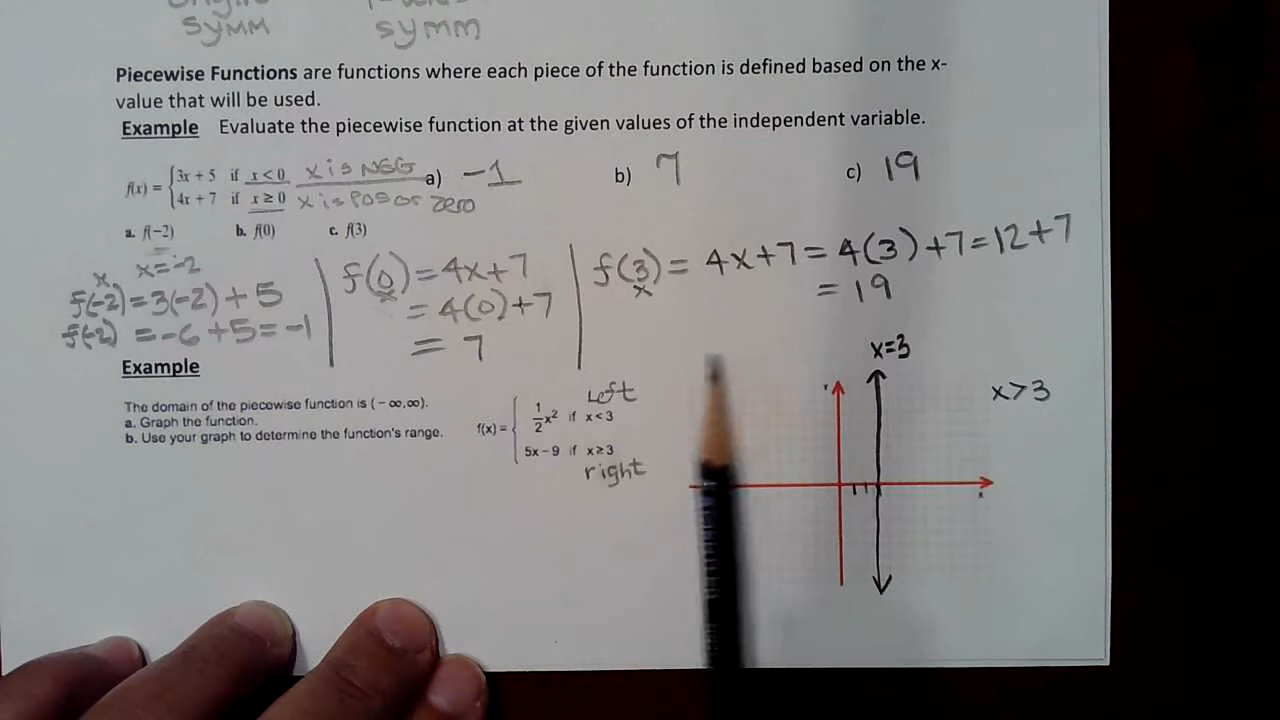 symm symm
Piecewise Functions are functions where each piece of the function is defined based on the x-
value that will be used.
Example Evaluate the piecewise function at the given values of the independent variable.
f(x) = { 3x + 5 if x < 0 x is NEG a) -1 b) 7 c) 19
4x + 7 if x ≥ 0 x is pos or zero
a. f(-2) b. f(0) c. f(3)
x x=-2
f(-2)=3(-2)+5
f(-2) =-6+5=-1
f(0)=4x+7
x
=4(0)+7
= 7
f(3)= 4x+7=4(3)+7=12+7
x
= 19
Example
The domain of the piecewise function is (-∞,∞).
a. Graph the function.
b. Use your graph to determine the function's range.
Left
f(x) = { 1/2 x² if x < 3
5x - 9 if x ≥ 3
right
x=3
x>3